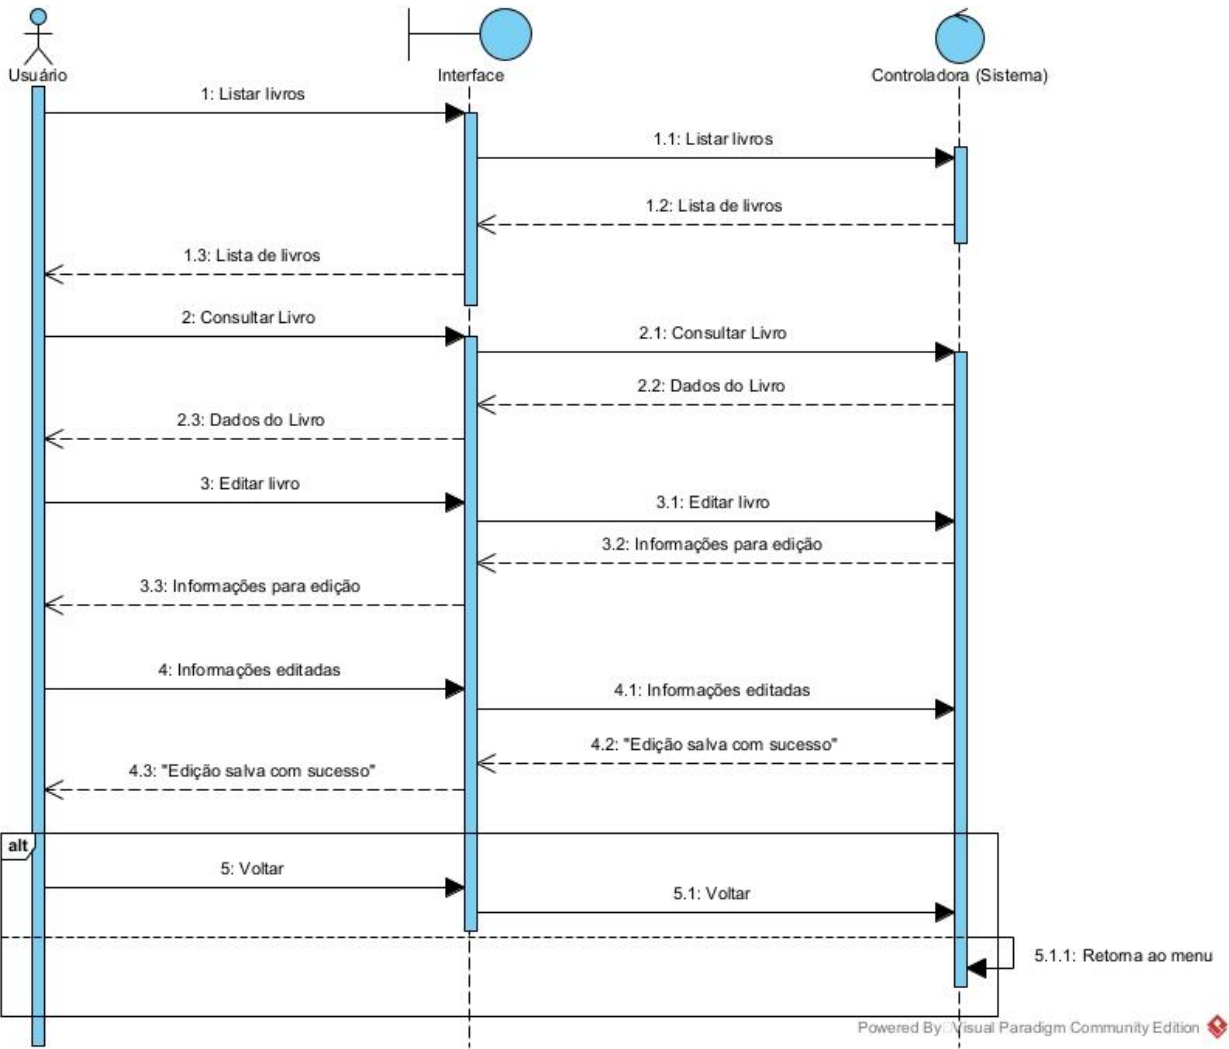 Usuário
Interface
Controladora (Sistema)
1: Listar livros
1.1: Listar livros
1.2: Lista de livros
1.3: Lista de livros
2: Consultar Livro
2.1: Consultar Livro
2.2: Dados do Livro
2.3: Dados do Livro
3: Editar livro
3.1: Editar livro
3.2: Informações para edição
3.3: Informações para edição
4: Informações editadas
4.1: Informações editadas
4.2: "Edição salva com sucesso"
4.3: "Edição salva com sucesso"
alt
5: Voltar
5.1: Voltar
5.1.1: Retorna ao menu
Powered By Visual Paradigm Community Edition